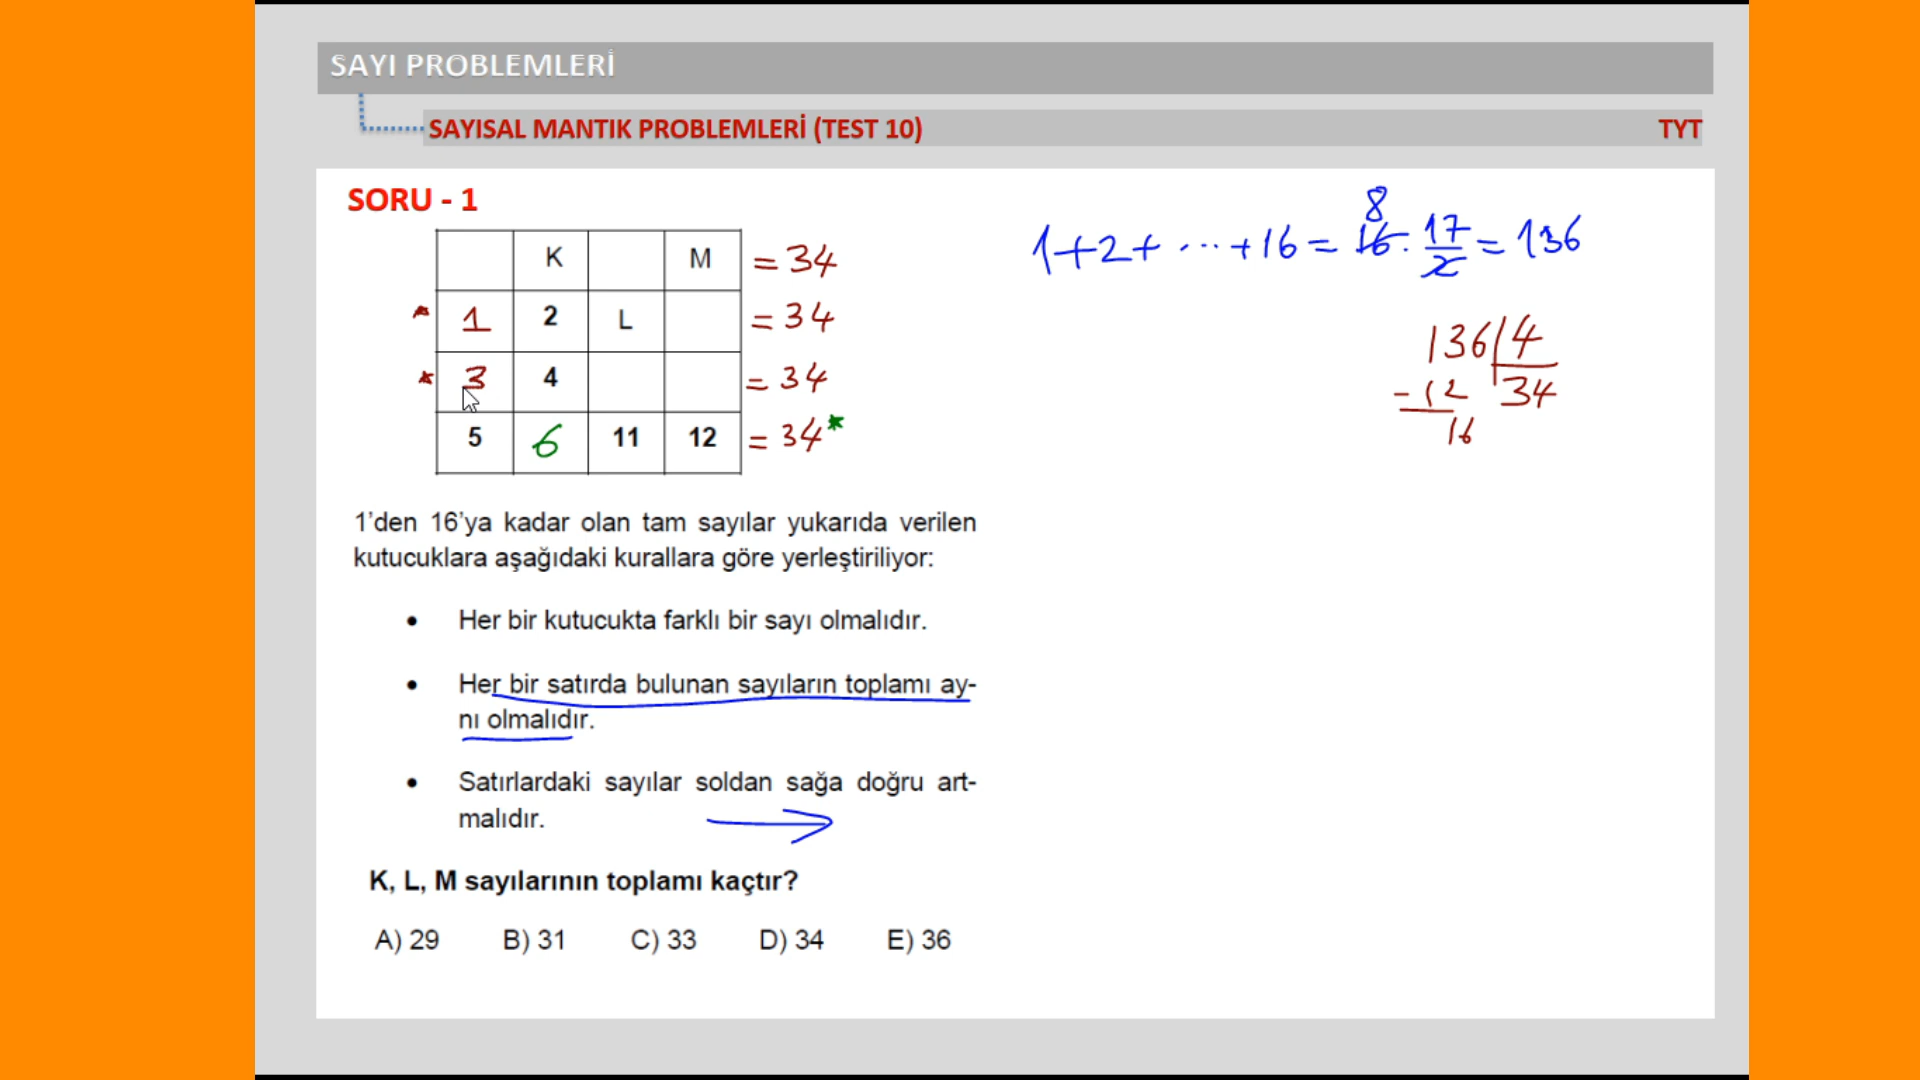 SAYI PROBLEMLERİ
SAYISAL MANTIK PROBLEMLERİ (TEST 10) TYT
SORU - 1
K M = 34
* 1 2 L = 34
* 3 4 = 34
5 6 11 12 = 34*
1+2+ ... +16 = 16 . 17/2 = 136
8
136 4
-12 34
16
1'den 16'ya kadar olan tam sayılar yukarıda verilen
kutucuklara aşağıdaki kurallara göre yerleştiriliyor:
• Her bir kutucukta farklı bir sayı olmalıdır.
• Her bir satırda bulunan sayıların toplamı ay-
nı olmalıdır.
• Satırlardaki sayılar soldan sağa doğru art-
malıdır.
K, L, M sayılarının toplamı kaçtır?
A) 29 B) 31 C) 33 D) 34 E) 36